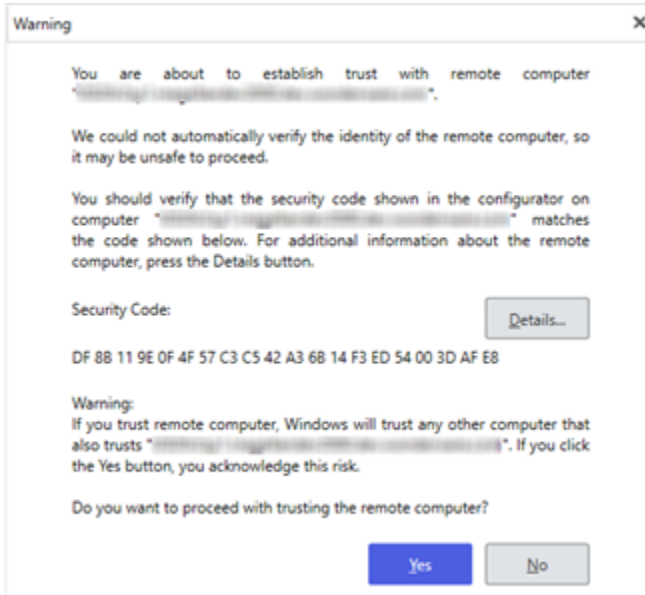 Warning
You are about to establish trust with remote computer
" ".
We could not automatically verify the identity of the remote computer, so
it may be unsafe to proceed.
You should verify that the security code shown in the configurator on
computer " " matches
the code shown below. For additional information about the remote
computer, press the Details button.
Security Code:
Details...
DF 8B 11 9E 0F 4F 57 C3 C5 42 A3 6B 14 F3 ED 54 00 3D AF E8
Warning:
If you trust remote computer, Windows will trust any other computer that
also trusts " ". If you click
the Yes button, you acknowledge this risk.
Do you want to proceed with trusting the remote computer?
Yes
No